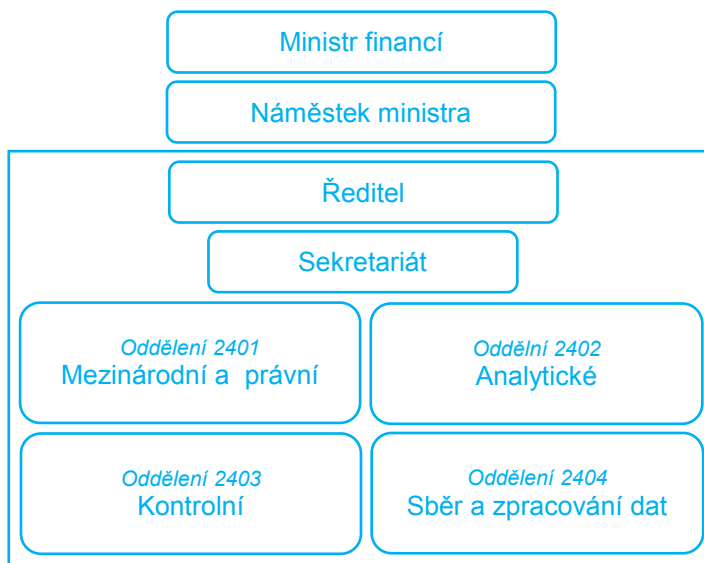 Ministr financí
Náměstek ministra
Ředitel
Sekretariát
Oddělení 2401
Mezinárodní a  právní
Oddělní 2402
Analytické
Oddělení 2403
Kontrolní
Oddělení 2404
Sběr a zpracování dat